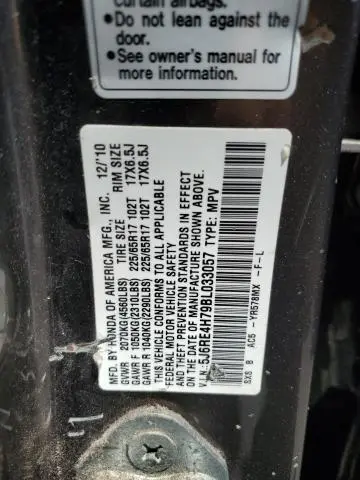 Curtain airbags.
•Do not lean against the
door.
•See owner's manual for
more information.
MFD. BY HONDA OF AMERICA MFG., INC. 12/'10
TIRE SIZE RIM SIZE
GVWR 2070KG(4560LBS)
GAWR F 1050KG(2310LBS) 225/65R17 102T 17X6.5J
GAWR R 1040KG(2290LBS) 225/65R17 102T 17X6.5J
THIS VEHICLE CONFORMS TO ALL APPLICABLE
FEDERAL MOTOR VEHICLE SAFETY
AND THEFT PREVENTION STANDARDS IN EFFECT
ON THE DATE OF MANUFACTURE SHOWN ABOVE.
V.I.N.:5J6RE4H79BL033057 TYPE: MPV
SXS B AC5 -YR578MX -F-L